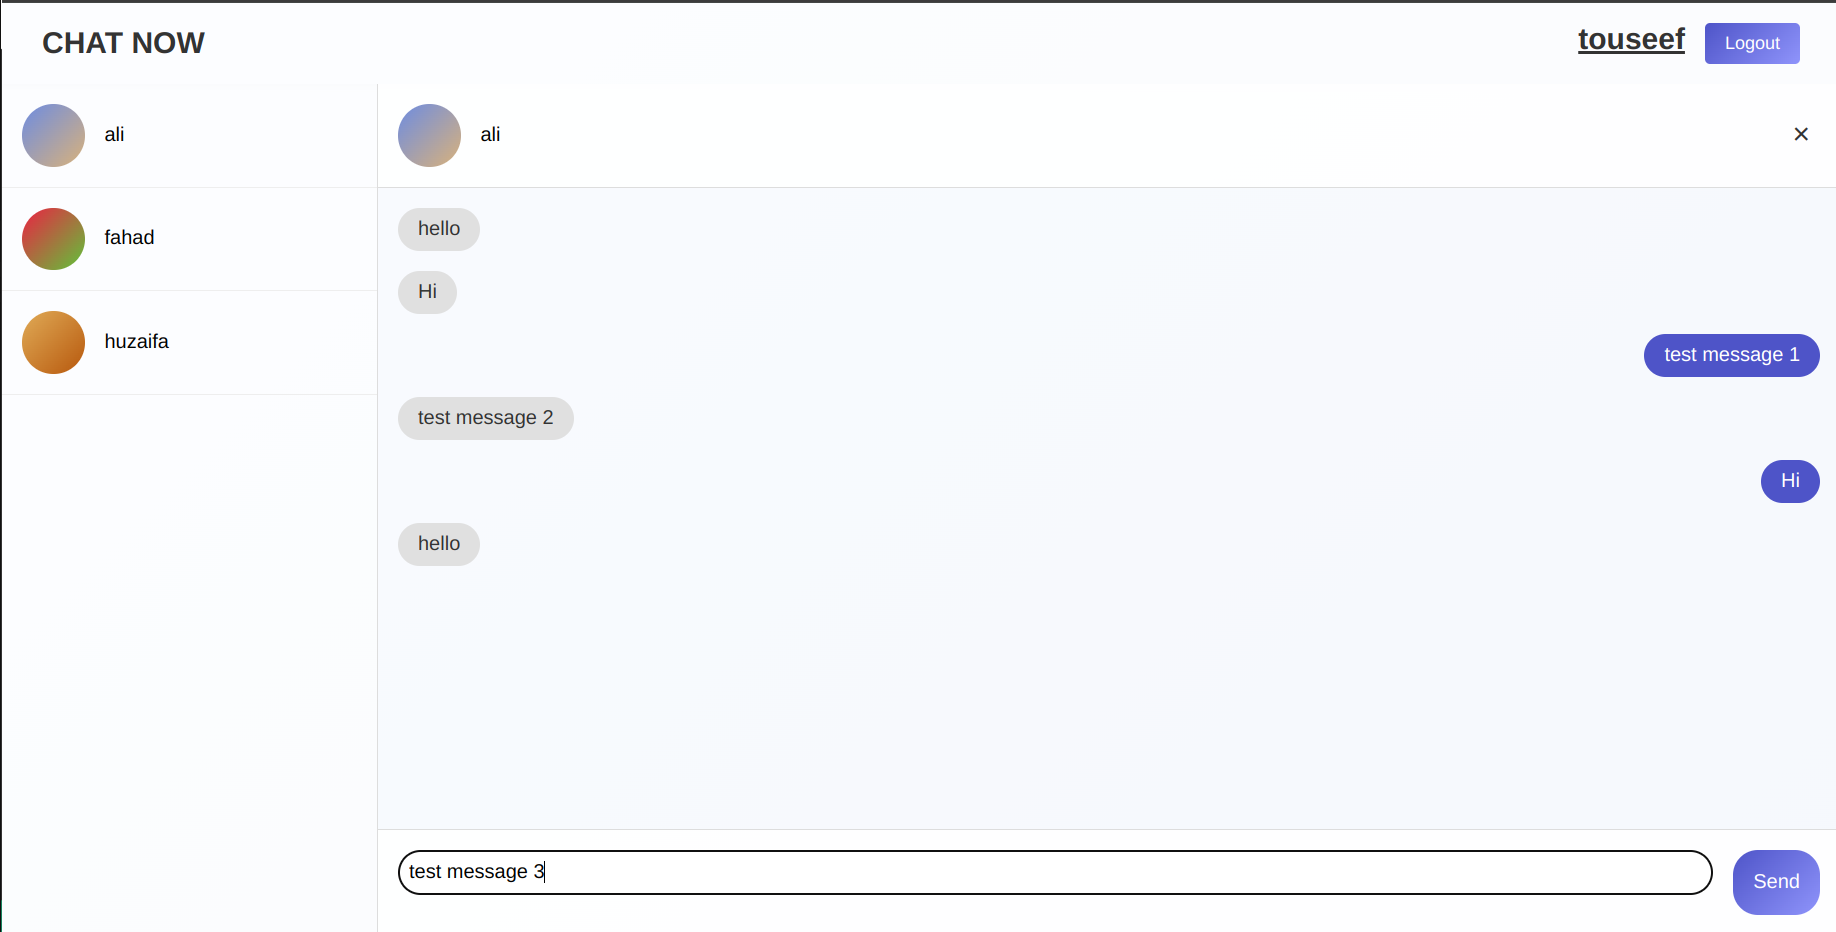 CHAT NOW
touseef
Logout
ali
fahad
huzaifa
ali
×
hello
Hi
test message 1
test message 2
Hi
hello
test message 3
Send